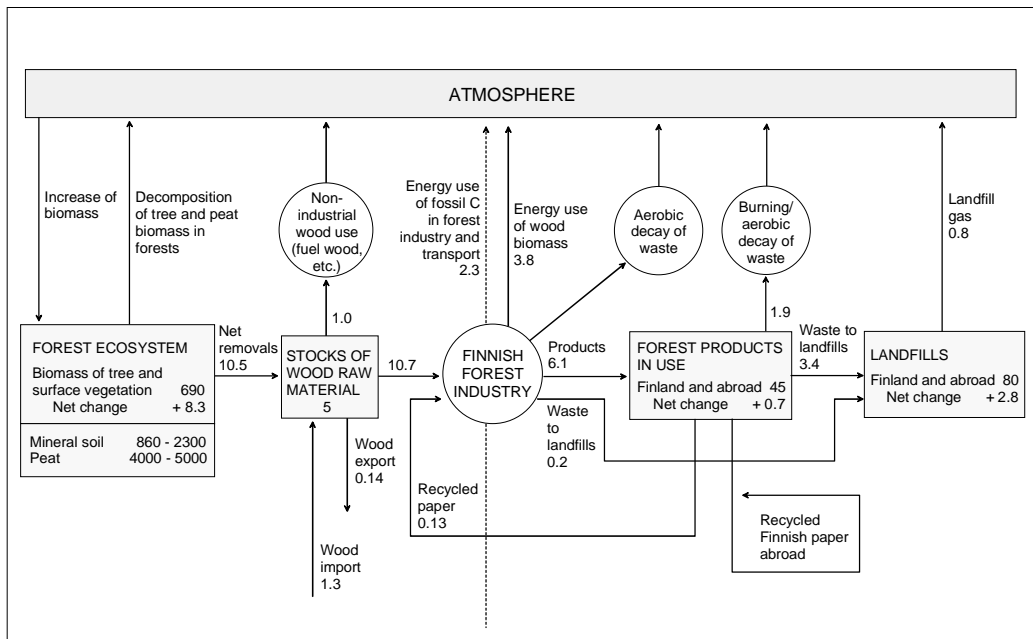 ATMOSPHERE
Increase of
biomass
Decomposition
of tree and peat
biomass in
forests
Non-
industrial
wood use
(fuel wood,
etc.)
Energy use
of fossil C
in forest
industry and
transport
2.3
Energy use
of wood
biomass
3.8
Aerobic
decay of
waste
Burning/
aerobic
decay of
waste
Landfill
gas
0.8
1.0
1.9
FOREST ECOSYSTEM
Biomass of tree and
surface vegetation 690
Net change + 8.3
Mineral soil 860 - 2300
Peat 4000 - 5000
Net
removals
10.5
STOCKS OF
WOOD RAW
MATERIAL
5
10.7
FINNISH
FOREST
INDUSTRY
Products
6.1
FOREST PRODUCTS
IN USE
Finland and abroad 45
Net change + 0.7
Waste to
landfills
3.4
LANDFILLS
Finland and abroad 80
Net change + 2.8
Waste
to
landfills
0.2
Wood
export
0.14
Recycled
paper
0.13
Recycled
Finnish paper
abroad
Wood
import
1.3